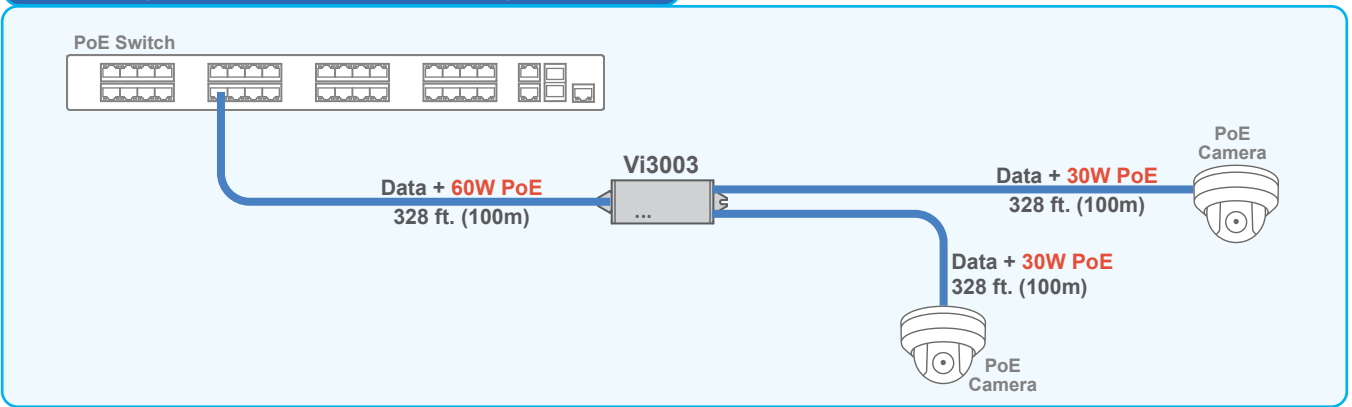 PoE Switch
Vi3003
Data + 60W PoE
328 ft. (100m)
Data + 30W PoE
328 ft. (100m)
PoE
Camera
Data + 30W PoE
328 ft. (100m)
PoE
Camera